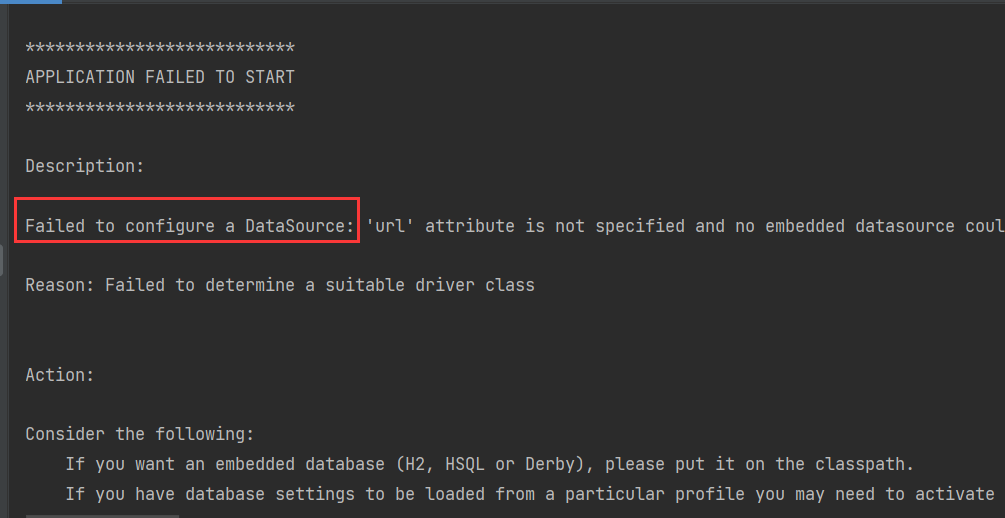 ***************************
APPLICATION FAILED TO START
***************************
Description:
Failed to configure a DataSource: 'url' attribute is not specified and no embedded datasource coul
Reason: Failed to determine a suitable driver class
Action:
Consider the following:
If you want an embedded database (H2, HSQL or Derby), please put it on the classpath.
If you have database settings to be loaded from a particular profile you may need to activate